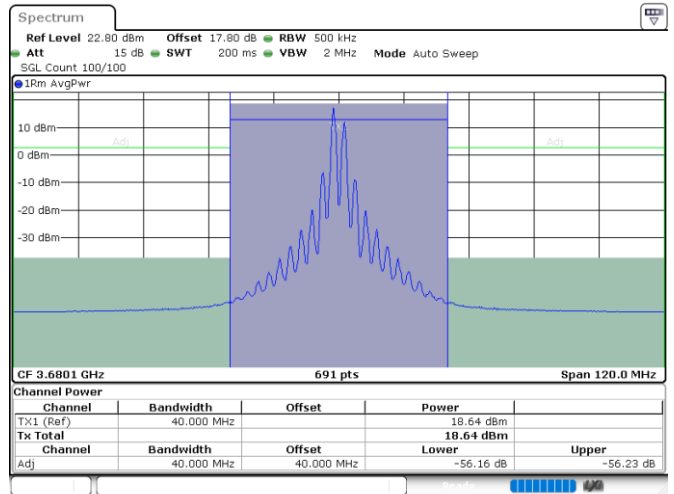 Spectrum
Ref Level 22.80 dBm Offset 17.80 dB RBW 500 kHz
Att 15 dB SWT 200 ms VBW 2 MHz Mode Auto Sweep
SGL Count 100/100
1Rm AvgPwr
10 dBm
Adj Adj
0 dBm
-10 dBm
-20 dBm
-30 dBm
CF 3.6801 GHz 691 pts Span 120.0 MHz
Channel Power
Channel Bandwidth Offset Power
TX1 (Ref) 40.000 MHz 18.64 dBm
Tx Total 18.64 dBm
Channel Bandwidth Offset Lower Upper
Adj 40.000 MHz 40.000 MHz -56.16 dB -56.23 dB